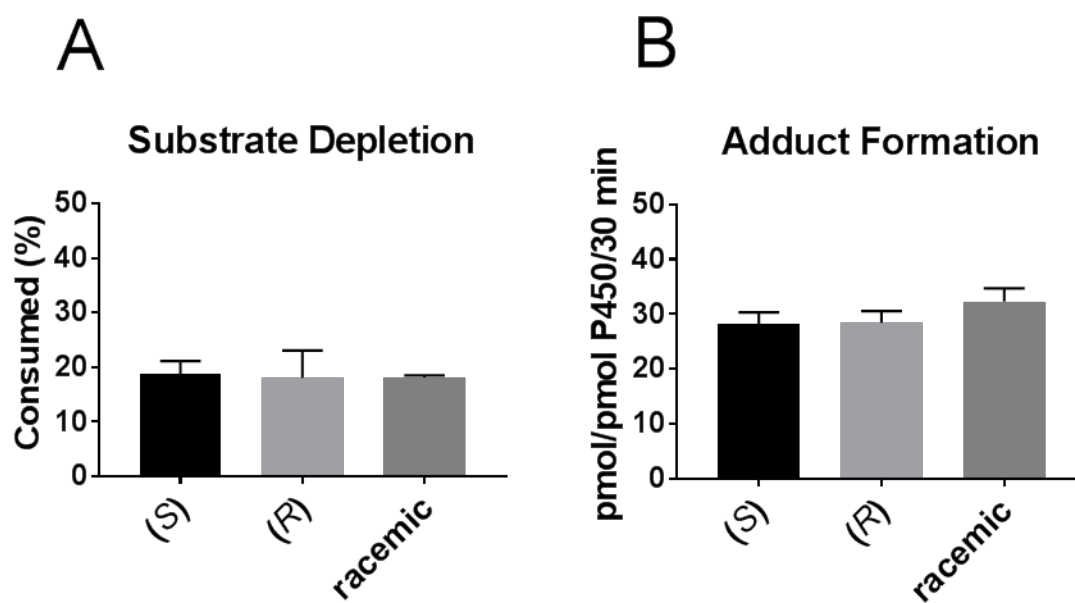 A
Substrate Depletion
Consumed (%)
50
40
30
20
10
0
(S)
(R)
racemic
B
Adduct Formation
pmol/pmol P450/30 min
50
40
30
20
10
0
(S)
(R)
racemic